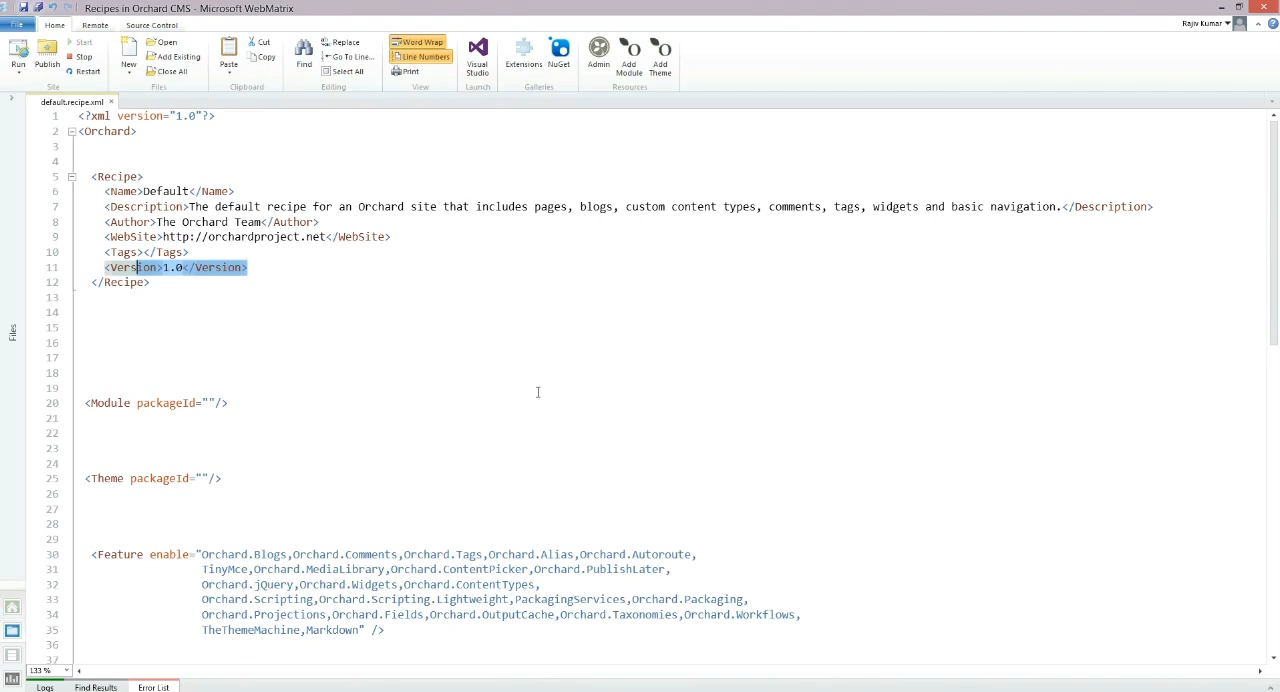 Recipes in Orchard CMS - Microsoft WebMatrix
File Home Remote Source Control
Rajiv Kumar
Run
Publish
Start
Stop
Restart
Site
New
Open
Add Existing
Close All
Files
Paste
Cut
Copy
Clipboard
Find
Replace
Go To Line...
Select All
Editing
Word Wrap
Line Numbers
Print
View
Visual
Studio
Launch
Extensions
NuGet
Galleries
Admin
Add
Module
Add
Theme
Resources
default.recipe.xml
1 <?xml version="1.0"?>
2 <Orchard>
3
4
5 <Recipe>
6 <Name>Default</Name>
7 <Description>The default recipe for an Orchard site that includes pages, blogs, custom content types, comments, tags, widgets and basic navigation.</Description>
8 <Author>The Orchard Team</Author>
9 <WebSite>http://orchardproject.net</WebSite>
10 <Tags></Tags>
11 <Version>1.0</Version>
12 </Recipe>
13
14
15
16
17
18
19
20 <Module packageId=""/>
21
22
23
24
25 <Theme packageId=""/>
26
27
28
29
30 <Feature enable="Orchard.Blogs,Orchard.Comments,Orchard.Tags,Orchard.Alias,Orchard.Autoroute,
31 TinyMce,Orchard.MediaLibrary,Orchard.ContentPicker,Orchard.PublishLater,
32 Orchard.jQuery,Orchard.Widgets,Orchard.ContentTypes,
33 Orchard.Scripting,Orchard.Scripting.Lightweight,PackagingServices,Orchard.Packaging,
34 Orchard.Projections,Orchard.Fields,Orchard.OutputCache,Orchard.Taxonomies,Orchard.Workflows,
35 TheThemeMachine,Markdown" />
36
37
Files
133 %
Logs Find Results Error List